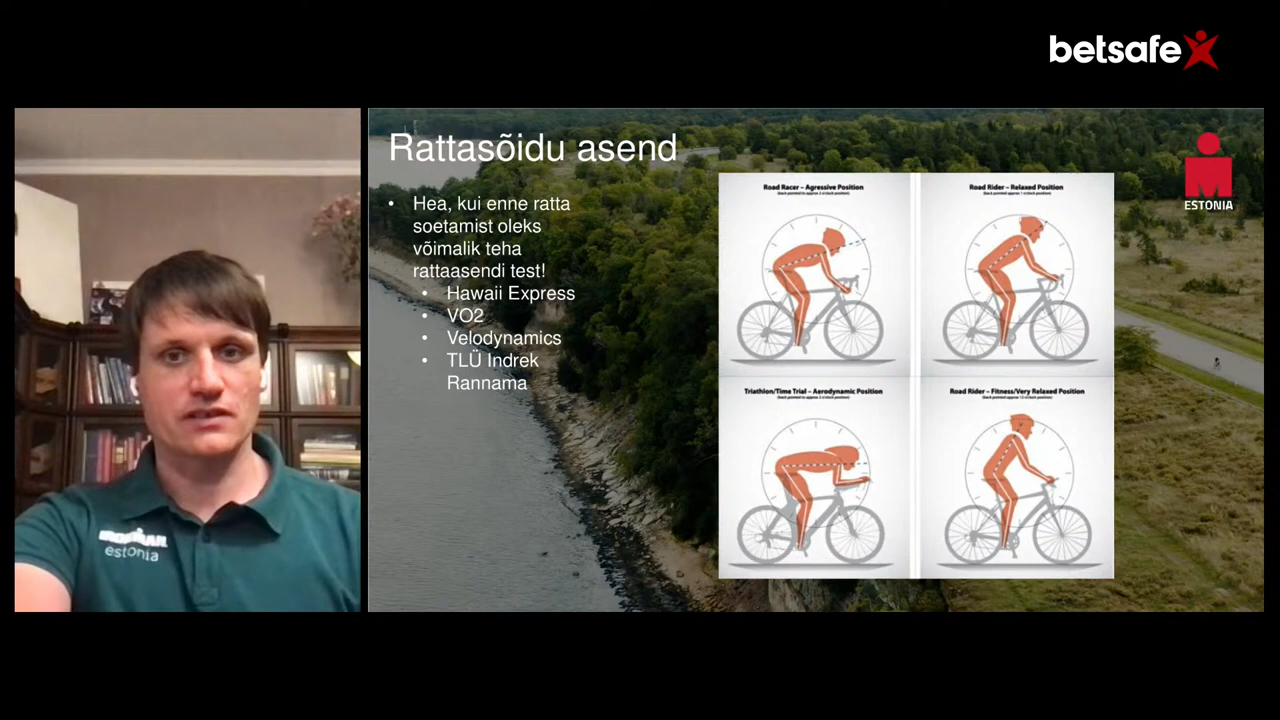 betsafe
Rattasõidu asend
• Hea, kui enne ratta
soetamist oleks
võimalik teha
rattaasendi test!
• Hawaii Express
• VO2
• Velodynamics
• TLÜ Indrek
Rannama
Road Racer – Agressive Position
Road Rider – Relaxed Position
Triathlon/Time Trial – Aerodynamic Position
Road Rider – Fitness/Very Relaxed Position
ESTONIA
IRONMAN
estonia